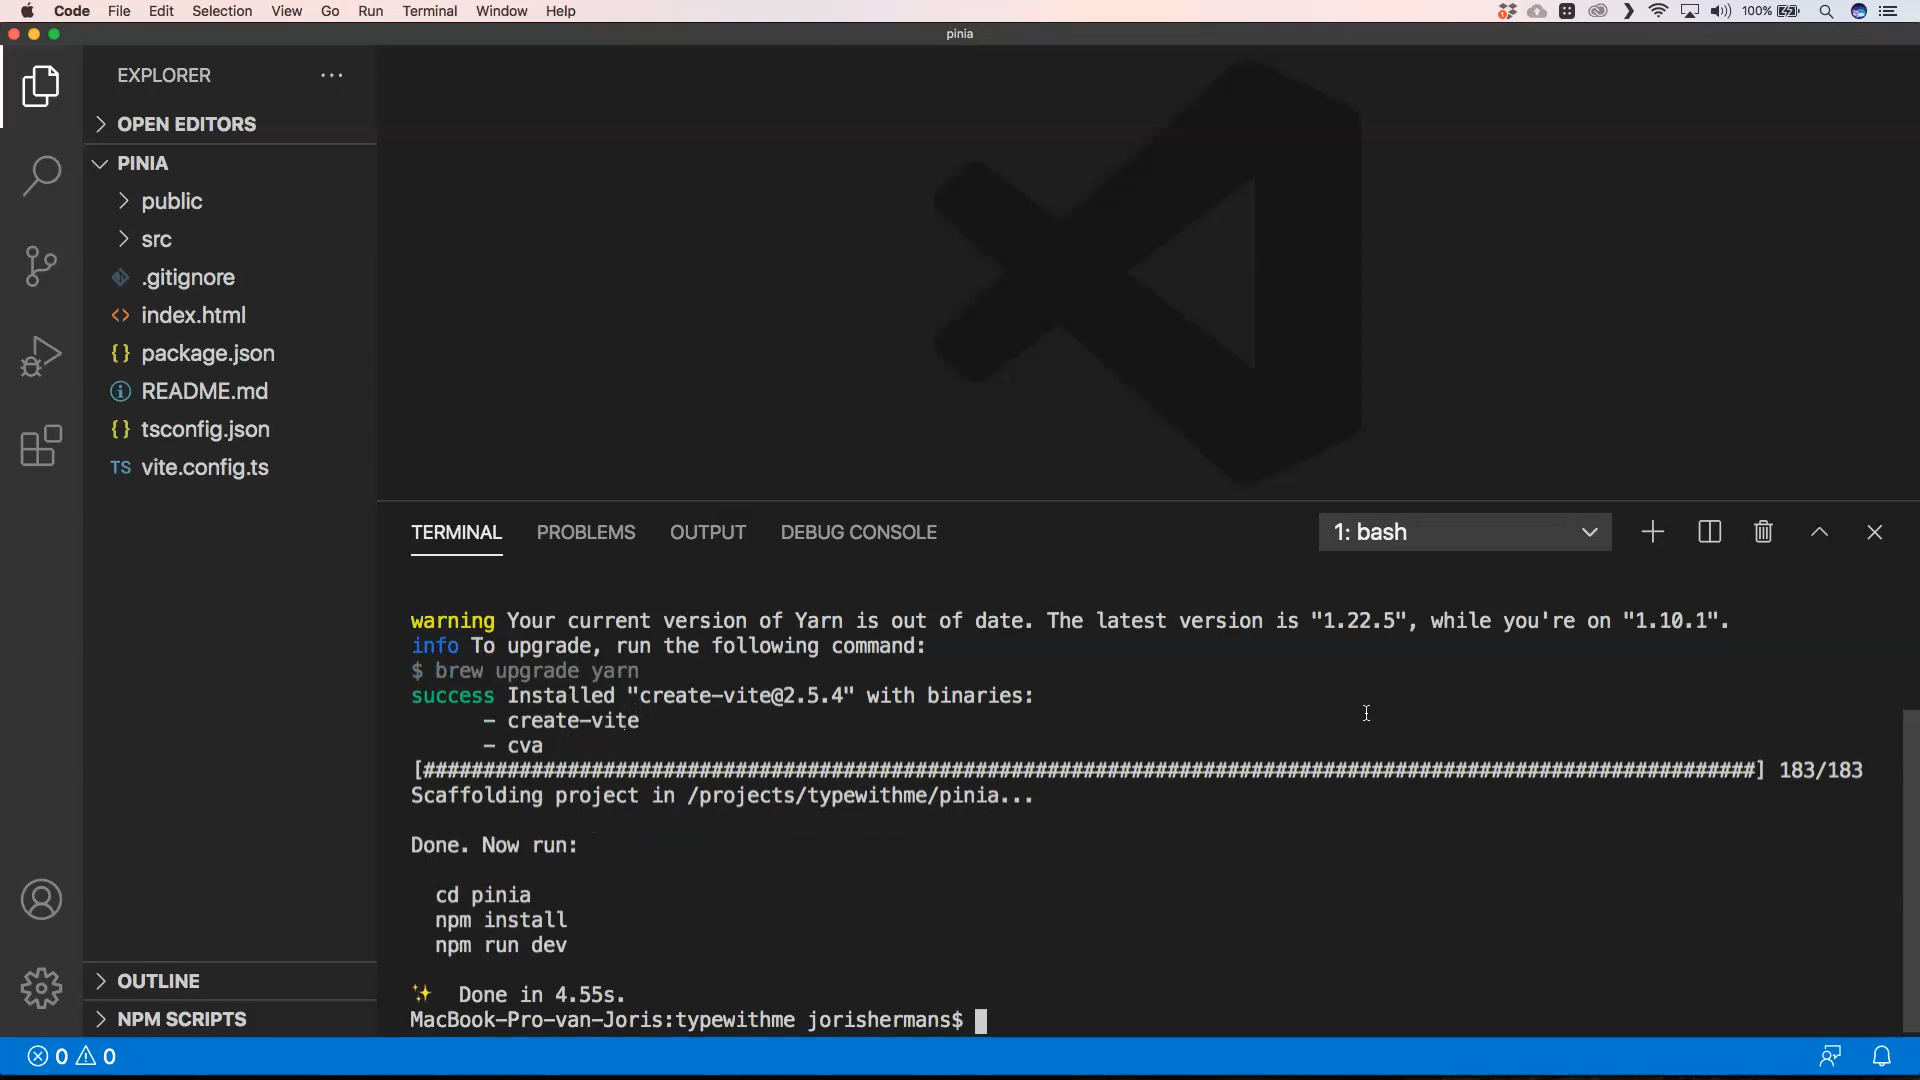 Code File Edit Selection View Go Run Terminal Window Help 100%
pinia
EXPLORER
OPEN EDITORS
PINIA
public
src
.gitignore
index.html
{} package.json
README.md
{} tsconfig.json
TS vite.config.ts
OUTLINE
NPM SCRIPTS
TERMINAL PROBLEMS OUTPUT DEBUG CONSOLE 1: bash
warning Your current version of Yarn is out of date. The latest version is "1.22.5", while you're on "1.10.1".
info To upgrade, run the following command:
$ brew upgrade yarn
success Installed "create-vite@2.5.4" with binaries:
- create-vite
- cva
[################################################################################################################] 183/183
Scaffolding project in /projects/typewithme/pinia...
Done. Now run:
cd pinia
npm install
npm run dev
✨ Done in 4.55s.
MacBook-Pro-van-Joris:typewithme jorishermans$
0 0